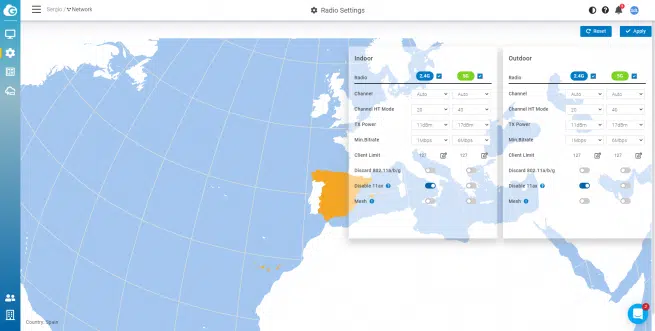 Sergio / Network
Radio Settings
Reset
Apply
Indoor
Radio 2.4G 5G
Channel Auto Auto
Channel HT Mode 20 40
TX Power 11dBm 17dBm
Min.Bitrate 1Mbps 6Mbps
Client Limit 127 127
Discard 802.11a/b/g
Disable 11ax
Mesh
Outdoor
Radio 2.4G 5G
Channel Auto Auto
Channel HT Mode 20 40
TX Power 11dBm 17dBm
Min.Bitrate 1Mbps 6Mbps
Client Limit 127 127
Discard 802.11a/b/g
Disable 11ax
Mesh
Country: Spain